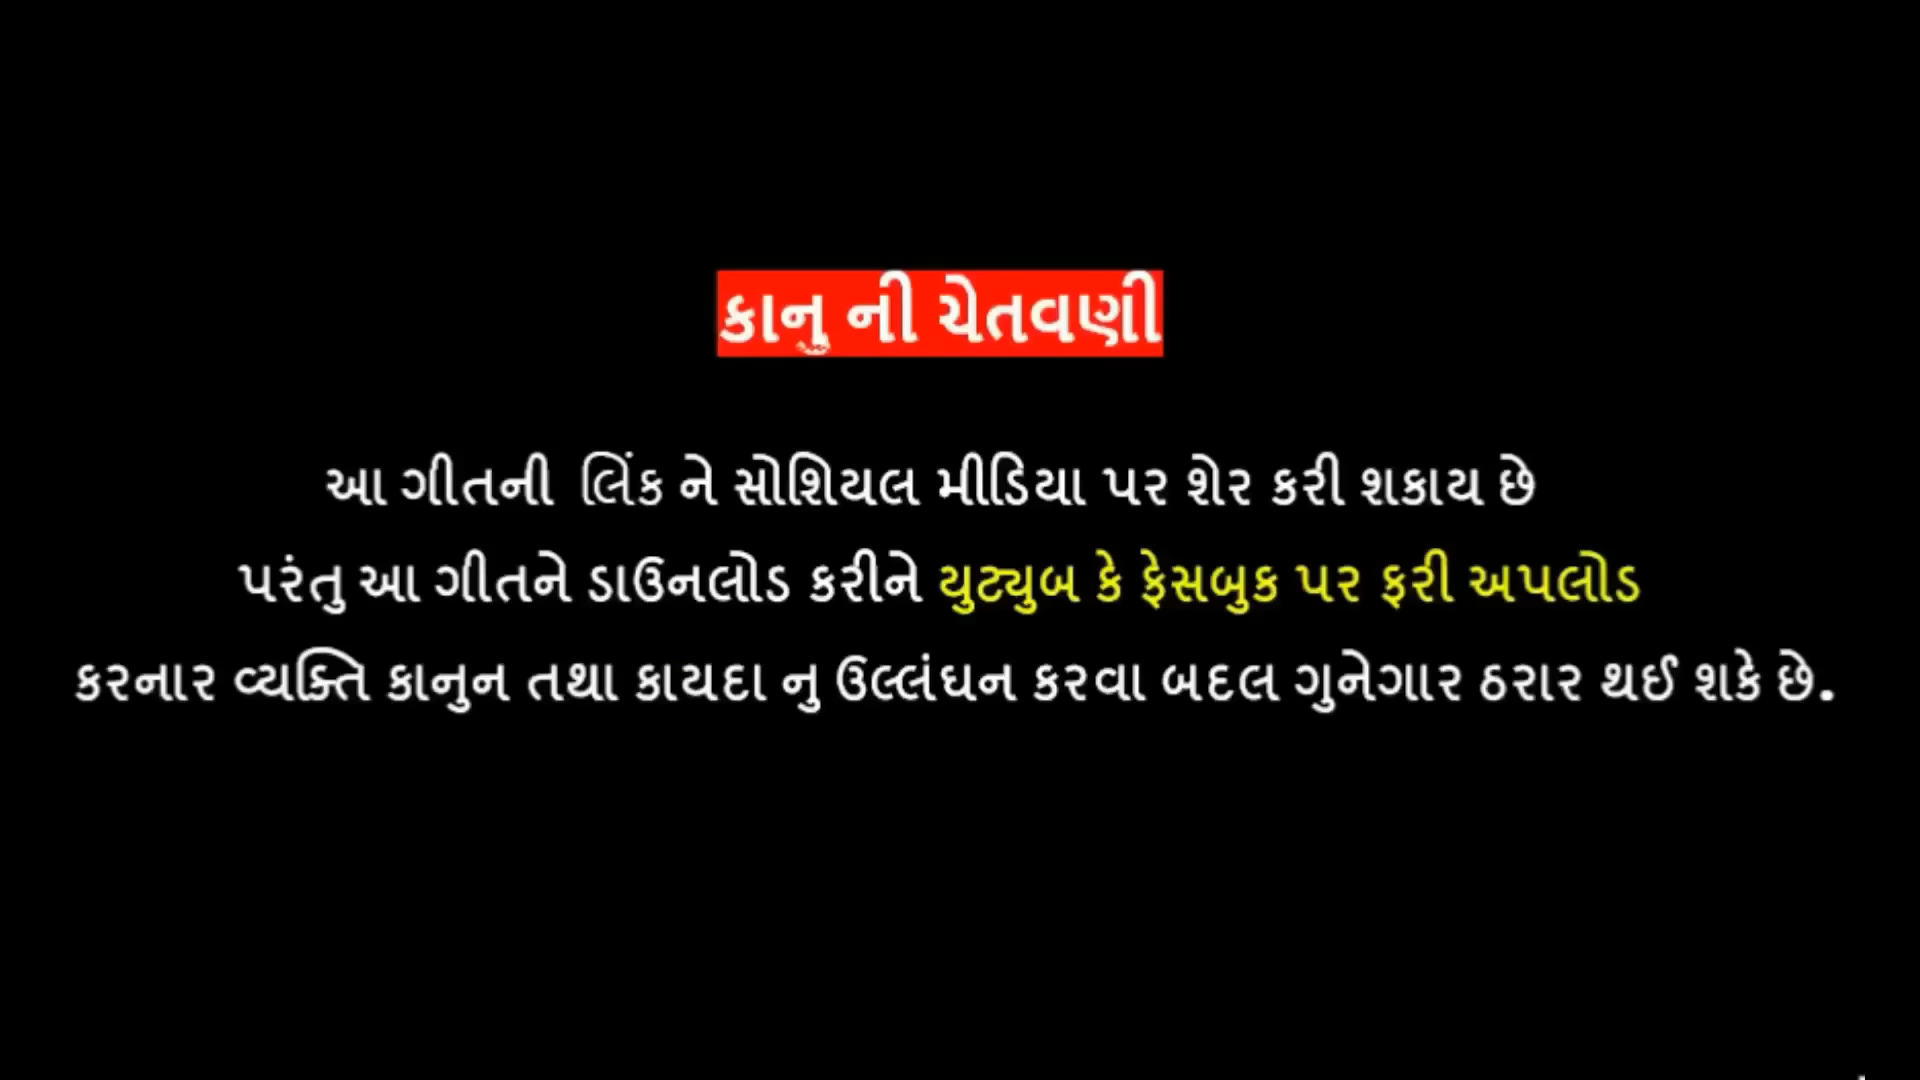 કાનુ ની ચેતવણી
આ ગીતની લિંક ને સોશિયલ મીડિયા પર શેર કરી શકાય છે
પરંતુ આ ગીતને ડાઉનલોડ કરીને યુટ્યુબ કે ફેસબુક પર ફરી અપલોડ
કરનાર વ્યક્તિ કાનુન તથા કાયદા નુ ઉલ્લંઘન કરવા બદલ ગુનેગાર ઠરાર થઈ શકે છે.